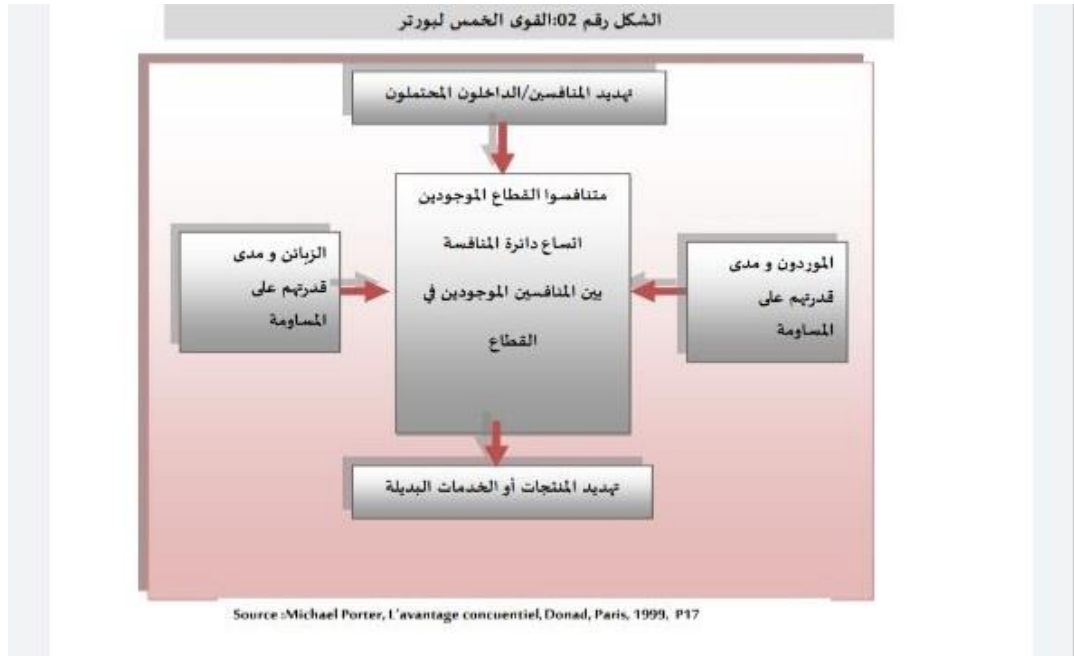 الشكل رقم 02:القوى الخمس لبورتر
تهديد المنافسين/الداخلون المحتملون
متنافسوا القطاع الموجودين
اتساع دائرة المنافسة
بين المنافسين الموجودين في
القطاع
الموردون و مدى
قدرتهم على
المساومة
الزبائن و مدى
قدرتهم على
المساومة
تهديد المنتجات أو الخدمات البديلة
Source :Michael Porter, L'avantage concuentiel, Donad, Paris, 1999, P17